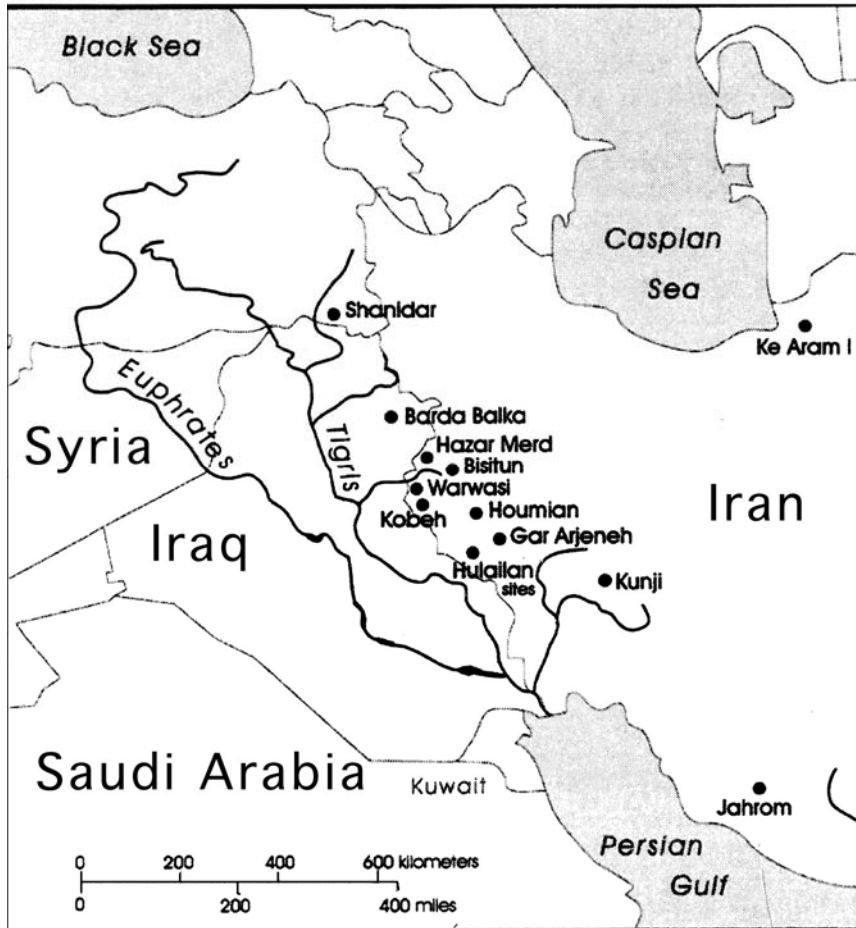 Black Sea
Caspian
Sea
Shanidar
Ke Aram I
Euphrates
Tigris
Barda Balka
Syria
Hazar Merd
Bisitun
Warwasi
Iran
Kobeh
Houmian
Iraq
Gar Arjeneh
Hulailan
sites
Kunji
Saudi Arabia
Kuwait
Jahrom
Persian
Gulf
0 200 400 600 kilometers
0 200 400 miles